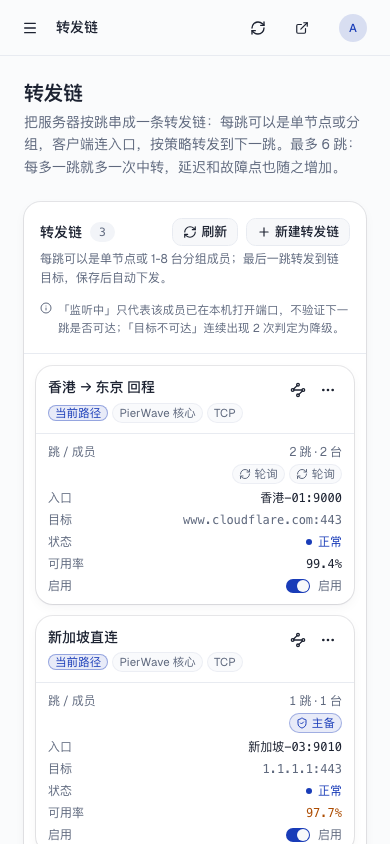 转发链
A
转发链
把服务器按跳串成一条转发链：每跳可以是单节点或分
组，客户端连入口，按策略转发到下一跳。最多 6 跳：
每多一跳就多一次中转，延迟和故障点也随之增加。
转发链 3 刷新 新建转发链
每跳可以是单节点或 1-8 台分组成员；最后一跳转发到链
目标，保存后自动下发。
「监听中」只代表该成员已在本机打开端口，不验证下一
跳是否可达；「目标不可达」连续出现 2 次判定为降级。
香港 → 东京 回程
当前路径 PierWave 核心 TCP
跳 / 成员 2 跳 · 2 台
轮询 轮询
入口 香港-01:9000
目标 www.cloudflare.com:443
状态 正常
可用率 99.4%
启用 启用
新加坡直连
当前路径 PierWave 核心 TCP
跳 / 成员 1 跳 · 1 台
主备
入口 新加坡-03:9010
目标 1.1.1.1:443
状态 正常
可用率 97.7%
启用 启用